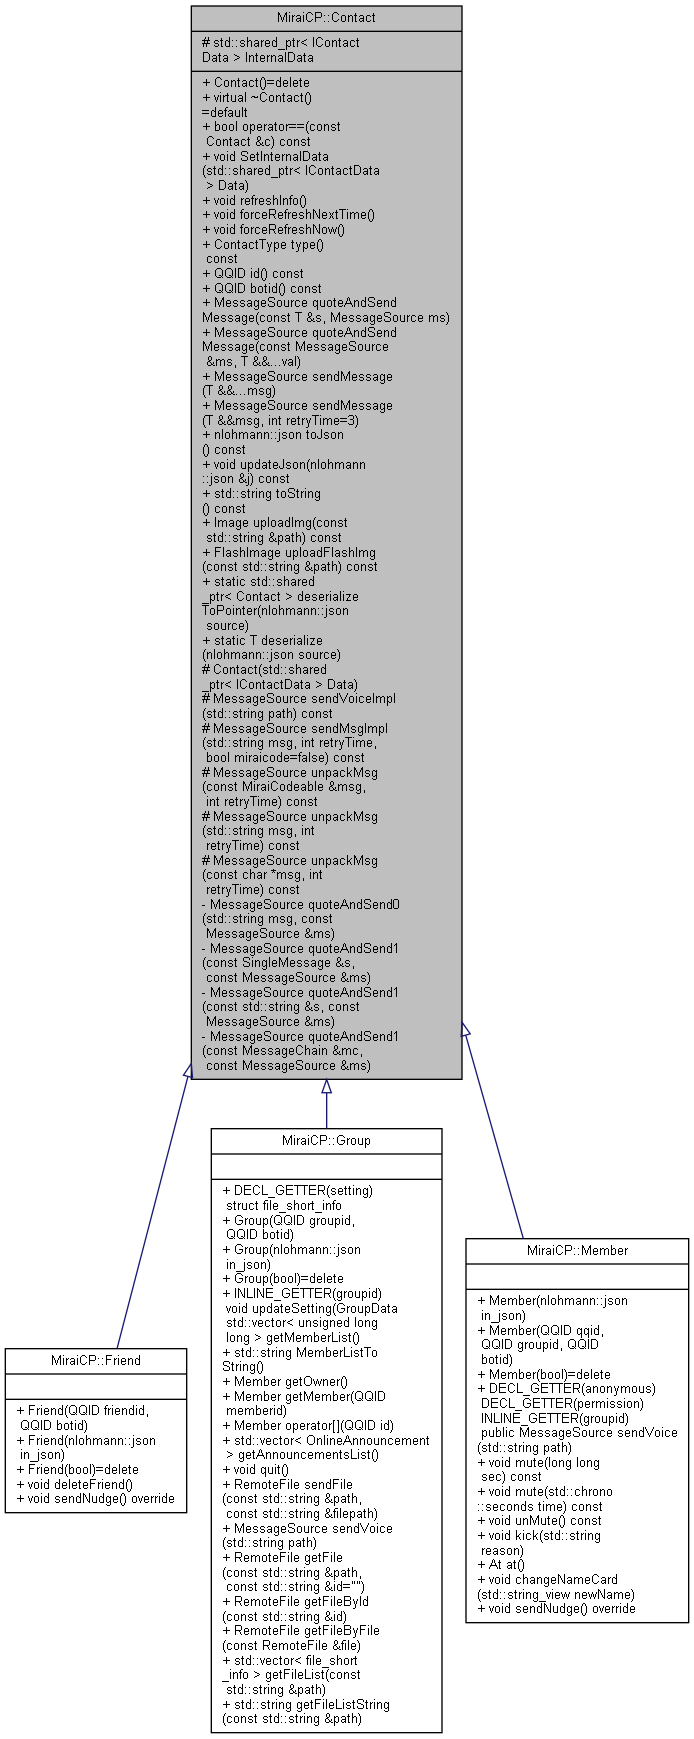 MiraiCP::Contact
# std::shared_ptr< IContact
Data > InternalData
+ Contact()=delete
+ virtual ~Contact()
=default
+ bool operator==(const
Contact &c) const
+ void SetInternalData
(std::shared_ptr< IContactData
> Data)
+ void refreshInfo()
+ void forceRefreshNextTime()
+ void forceRefreshNow()
+ ContactType type()
const
+ QQID id() const
+ QQID botid() const
+ MessageSource quoteAndSend
Message(const T &s, MessageSource ms)
+ MessageSource quoteAndSend
Message(const MessageSource
&ms, T &&...val)
+ MessageSource sendMessage
(T &&...msg)
+ MessageSource sendMessage
(T &&msg, int retryTime=3)
+ nlohmann::json toJson
() const
+ void updateJson(nlohmann
::json &j) const
+ std::string toString
() const
+ Image uploadImg(const
std::string &path) const
+ FlashImage uploadFlashImg
(const std::string &path) const
+ static std::shared
_ptr< Contact > deserialize
ToPointer(nlohmann::json
source)
+ static T deserialize
(nlohmann::json source)
# Contact(std::shared
_ptr< IContactData > Data)
# MessageSource sendVoiceImpl
(std::string path) const
# MessageSource sendMsgImpl
(std::string msg, int retryTime,
bool miraicode=false) const
# MessageSource unpackMsg
(const MiraiCodeable &msg,
int retryTime) const
# MessageSource unpackMsg
(std::string msg, int
retryTime) const
# MessageSource unpackMsg
(const char *msg, int
retryTime) const
- MessageSource quoteAndSend0
(std::string msg, const
MessageSource &ms)
- MessageSource quoteAndSend1
(const SingleMessage &s,
const MessageSource &ms)
- MessageSource quoteAndSend1
(const std::string &s, const
MessageSource &ms)
- MessageSource quoteAndSend1
(const MessageChain &mc,
const MessageSource &ms)
MiraiCP::Friend
+ Friend(QQID friendid,
QQID botid)
+ Friend(nlohmann::json
in_json)
+ Friend(bool)=delete
+ void deleteFriend()
+ void sendNudge() override
MiraiCP::Group
+ DECL_GETTER(setting)
struct file_short_info
+ Group(QQID groupid,
QQID botid)
+ Group(nlohmann::json
in_json)
+ Group(bool)=delete
+ INLINE_GETTER(groupid)
void updateSetting(GroupData
std::vector< unsigned long
long > getMemberList()
+ std::string MemberListTo
String()
+ Member getOwner()
+ Member getMember(QQID
memberid)
+ Member operator[](QQID id)
+ std::vector< OnlineAnnouncement
> getAnnouncementsList()
+ void quit()
+ RemoteFile sendFile
(const std::string &path,
const std::string &filepath)
+ MessageSource sendVoice
(std::string path)
+ RemoteFile getFile
(const std::string &path,
const std::string &id="")
+ RemoteFile getFileById
(const std::string &id)
+ RemoteFile getFileByFile
(const RemoteFile &file)
+ std::vector< file_short
_info > getFileList(const
std::string &path)
+ std::string getFileListString
(const std::string &path)
MiraiCP::Member
+ Member(nlohmann::json
in_json)
+ Member(QQID qqid,
QQID groupid, QQID
botid)
+ Member(bool)=delete
+ DECL_GETTER(anonymous)
DECL_GETTER(permission)
INLINE_GETTER(groupid)
public MessageSource sendVoice
(std::string path)
+ void mute(long long
sec) const
+ void mute(std::chrono
::seconds time) const
+ void unMute() const
+ void kick(std::string
reason)
+ At at()
+ void changeNameCard
(std::string_view newName)
+ void sendNudge() override